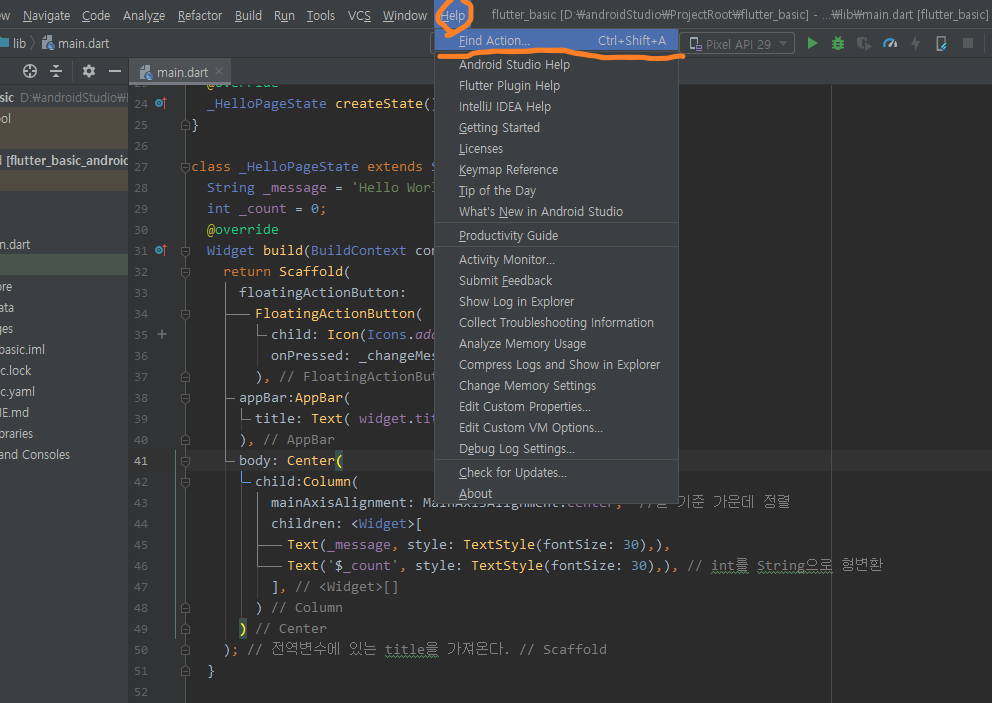 Navigate Code Analyze Refactor Build Run Tools VCS Window Help flutter_basic [D:₩androidStudio₩ProjectRoot₩flutter_basic] - ...₩lib₩main.dart [flutter_basic]
lib main.dart
Find Action... Ctrl+Shift+A
Pixel API 29
main.dart
Android Studio Help
Flutter Plugin Help
IntelliJ IDEA Help
Getting Started
Licenses
Keymap Reference
Tip of the Day
What's New in Android Studio
Productivity Guide
Activity Monitor...
Submit Feedback
Show Log in Explorer
Collect Troubleshooting Information
Analyze Memory Usage
Compress Logs and Show in Explorer
Change Memory Settings
Edit Custom Properties...
Edit Custom VM Options...
Debug Log Settings...
Check for Updates...
About
sic D:₩androidStudio₩
ol
d [flutter_basic_android
n.dart
ore
ata
ges
basic.iml
c.lock
c.yaml
ME.md
braries
and Consoles
24 _HelloPageState createState()
25 }
26
27 class _HelloPageState extends S
28 String _message = 'Hello Worl
29 int _count = 0;
30 @override
31 Widget build(BuildContext con
32 return Scaffold(
33 floatingActionButton:
34 FloatingActionButton(
35 child: Icon(Icons.add
36 onPressed: _changeMes
37 ), // FloatingActionBut
38 appBar:AppBar(
39 title: Text( widget.tit
40 ), // AppBar
41 body: Center(
42 child:Column(
43 mainAxisAlignment: MainAxisAlignment.center, 기준 가운데 정렬
44 children: <Widget>[
45 Text(_message, style: TextStyle(fontSize: 30),),
46 Text('$_count', style: TextStyle(fontSize: 30),), // int를 String으로 형변환
47 ], // <Widget>[]
48 ) // Column
49 ) // Center
50 ); // 전역변수에 있는 title을 가져온다. // Scaffold
51 }
52